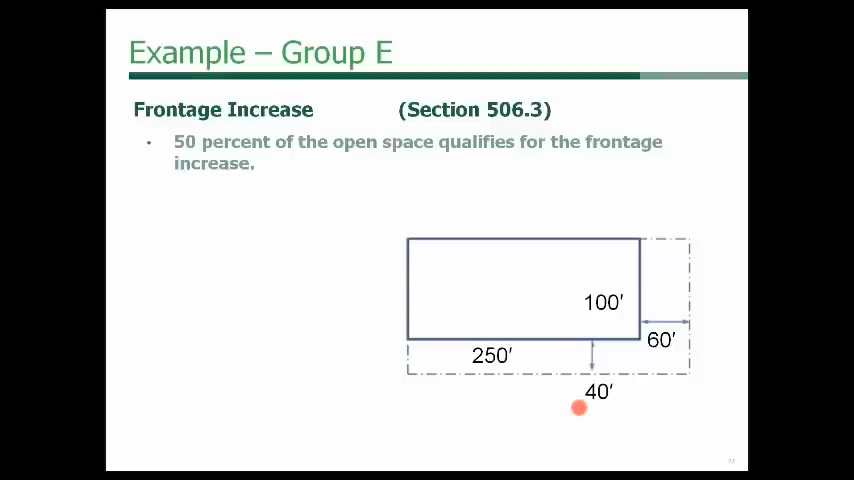 Example – Group E
Frontage Increase (Section 506.3)
• 50 percent of the open space qualifies for the frontage
increase.
100'
60'
250'
40'
77